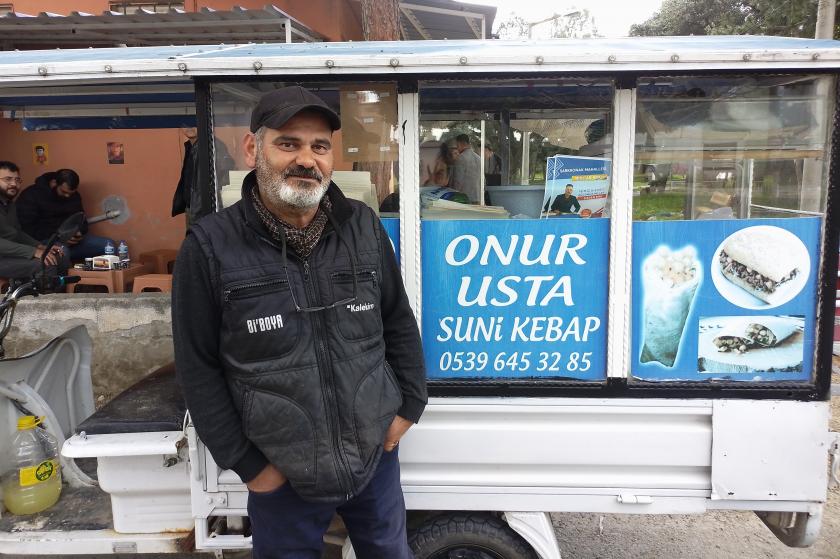 Bi'BOYA
"Kalekim
ONUR
USTA
SUNi KEBAP
0539 645 32 85